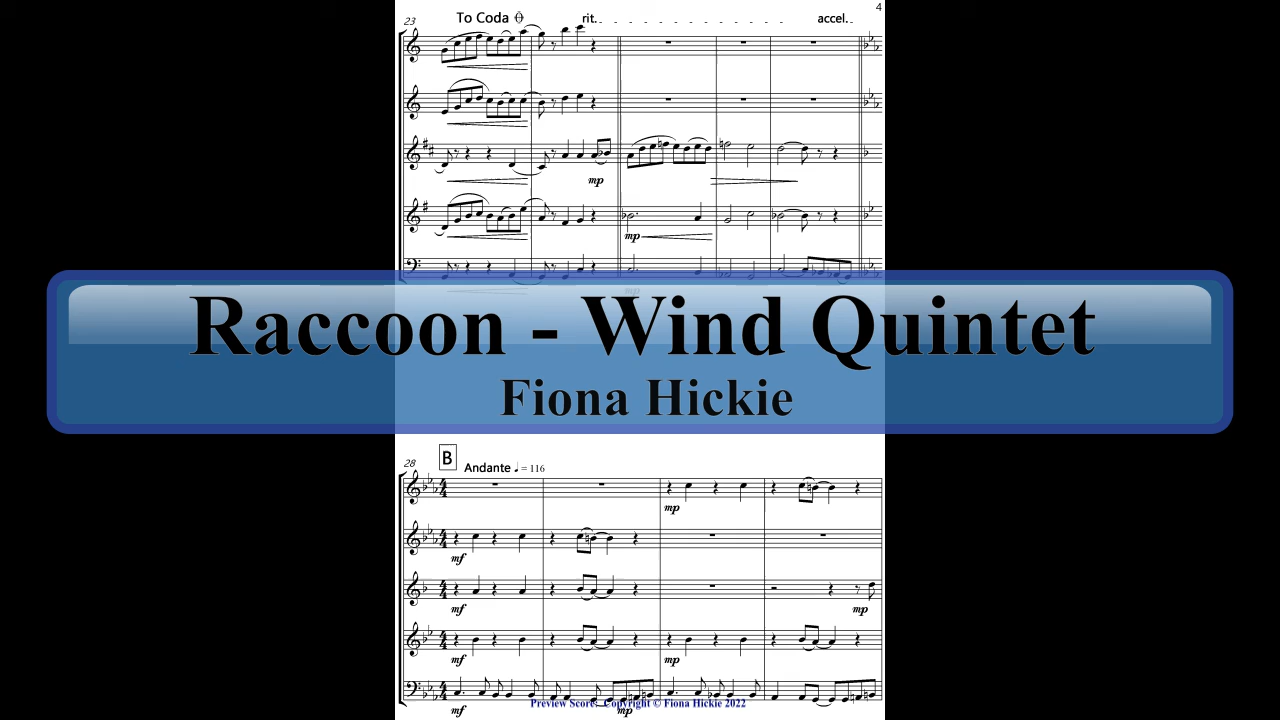 4
23 To Coda rit. accel.
mp
mp
mp
Raccoon - Wind Quintet
Fiona Hickie
B
28 Andante = 116
mp
mf
mf mp
mf mp
mf mp
Preview Score. Copyright © Fiona Hickie 2022